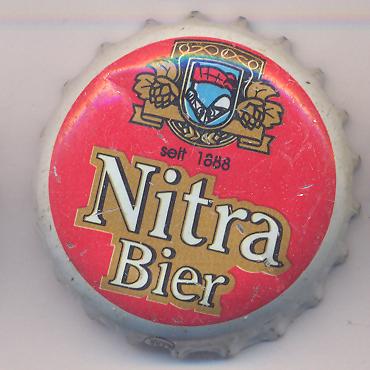 seit 1888
Nitra
Bier